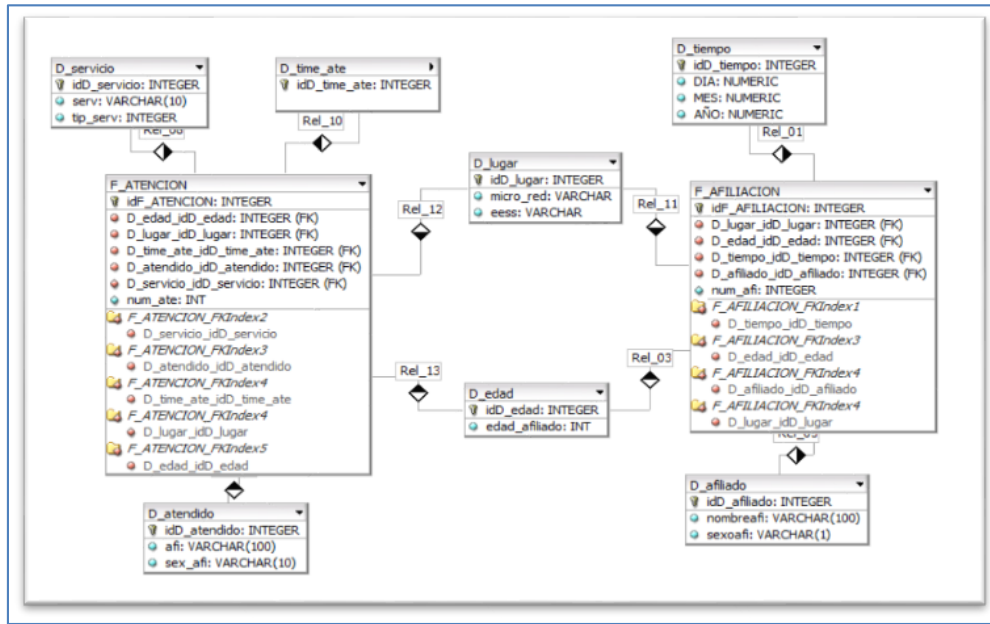 D_servicio
idD_servicio: INTEGER
serv: VARCHAR(10)
tip_serv: INTEGER
D_time_ate
idD_time_ate: INTEGER
D_tiempo
idD_tiempo: INTEGER
DIA: NUMERIC
MES: NUMERIC
AÑO: NUMERIC
Rel_10
Rel_01
F_ATENCION
idF_ATENCION: INTEGER
D_edad_idD_edad: INTEGER (FK)
D_lugar_idD_lugar: INTEGER (FK)
D_time_ate_idD_time_ate: INTEGER (FK)
D_atendido_idD_atendido: INTEGER (FK)
D_servicio_idD_servicio: INTEGER (FK)
num_ate: INT
F_ATENCION_FKIndex2
D_servicio_idD_servicio
F_ATENCION_FKIndex3
D_atendido_idD_atendido
F_ATENCION_FKIndex4
D_time_ate_idD_time_ate
F_ATENCION_FKIndex4
D_lugar_idD_lugar
F_ATENCION_FKIndex5
D_edad_idD_edad
Rel_12
D_lugar
idD_lugar: INTEGER
micro_red: VARCHAR
eess: VARCHAR
Rel_11
F_AFILIACION
idF_AFILIACION: INTEGER
D_lugar_idD_lugar: INTEGER (FK)
D_edad_idD_edad: INTEGER (FK)
D_tiempo_idD_tiempo: INTEGER (FK)
D_afiliado_idD_afiliado: INTEGER (FK)
num_afi: INTEGER
F_AFILIACION_FKIndex1
D_tiempo_idD_tiempo
F_AFILIACION_FKIndex3
D_edad_idD_edad
F_AFILIACION_FKIndex4
D_afiliado_idD_afiliado
F_AFILIACION_FKIndex4
D_lugar_idD_lugar
Rel_13
Rel_03
D_edad
idD_edad: INTEGER
edad_afiliado: INT
D_atendido
idD_atendido: INTEGER
afi: VARCHAR(100)
sex_afi: VARCHAR(10)
D_afiliado
idD_afiliado: INTEGER
nombreafi: VARCHAR(100)
sexoafi: VARCHAR(1)